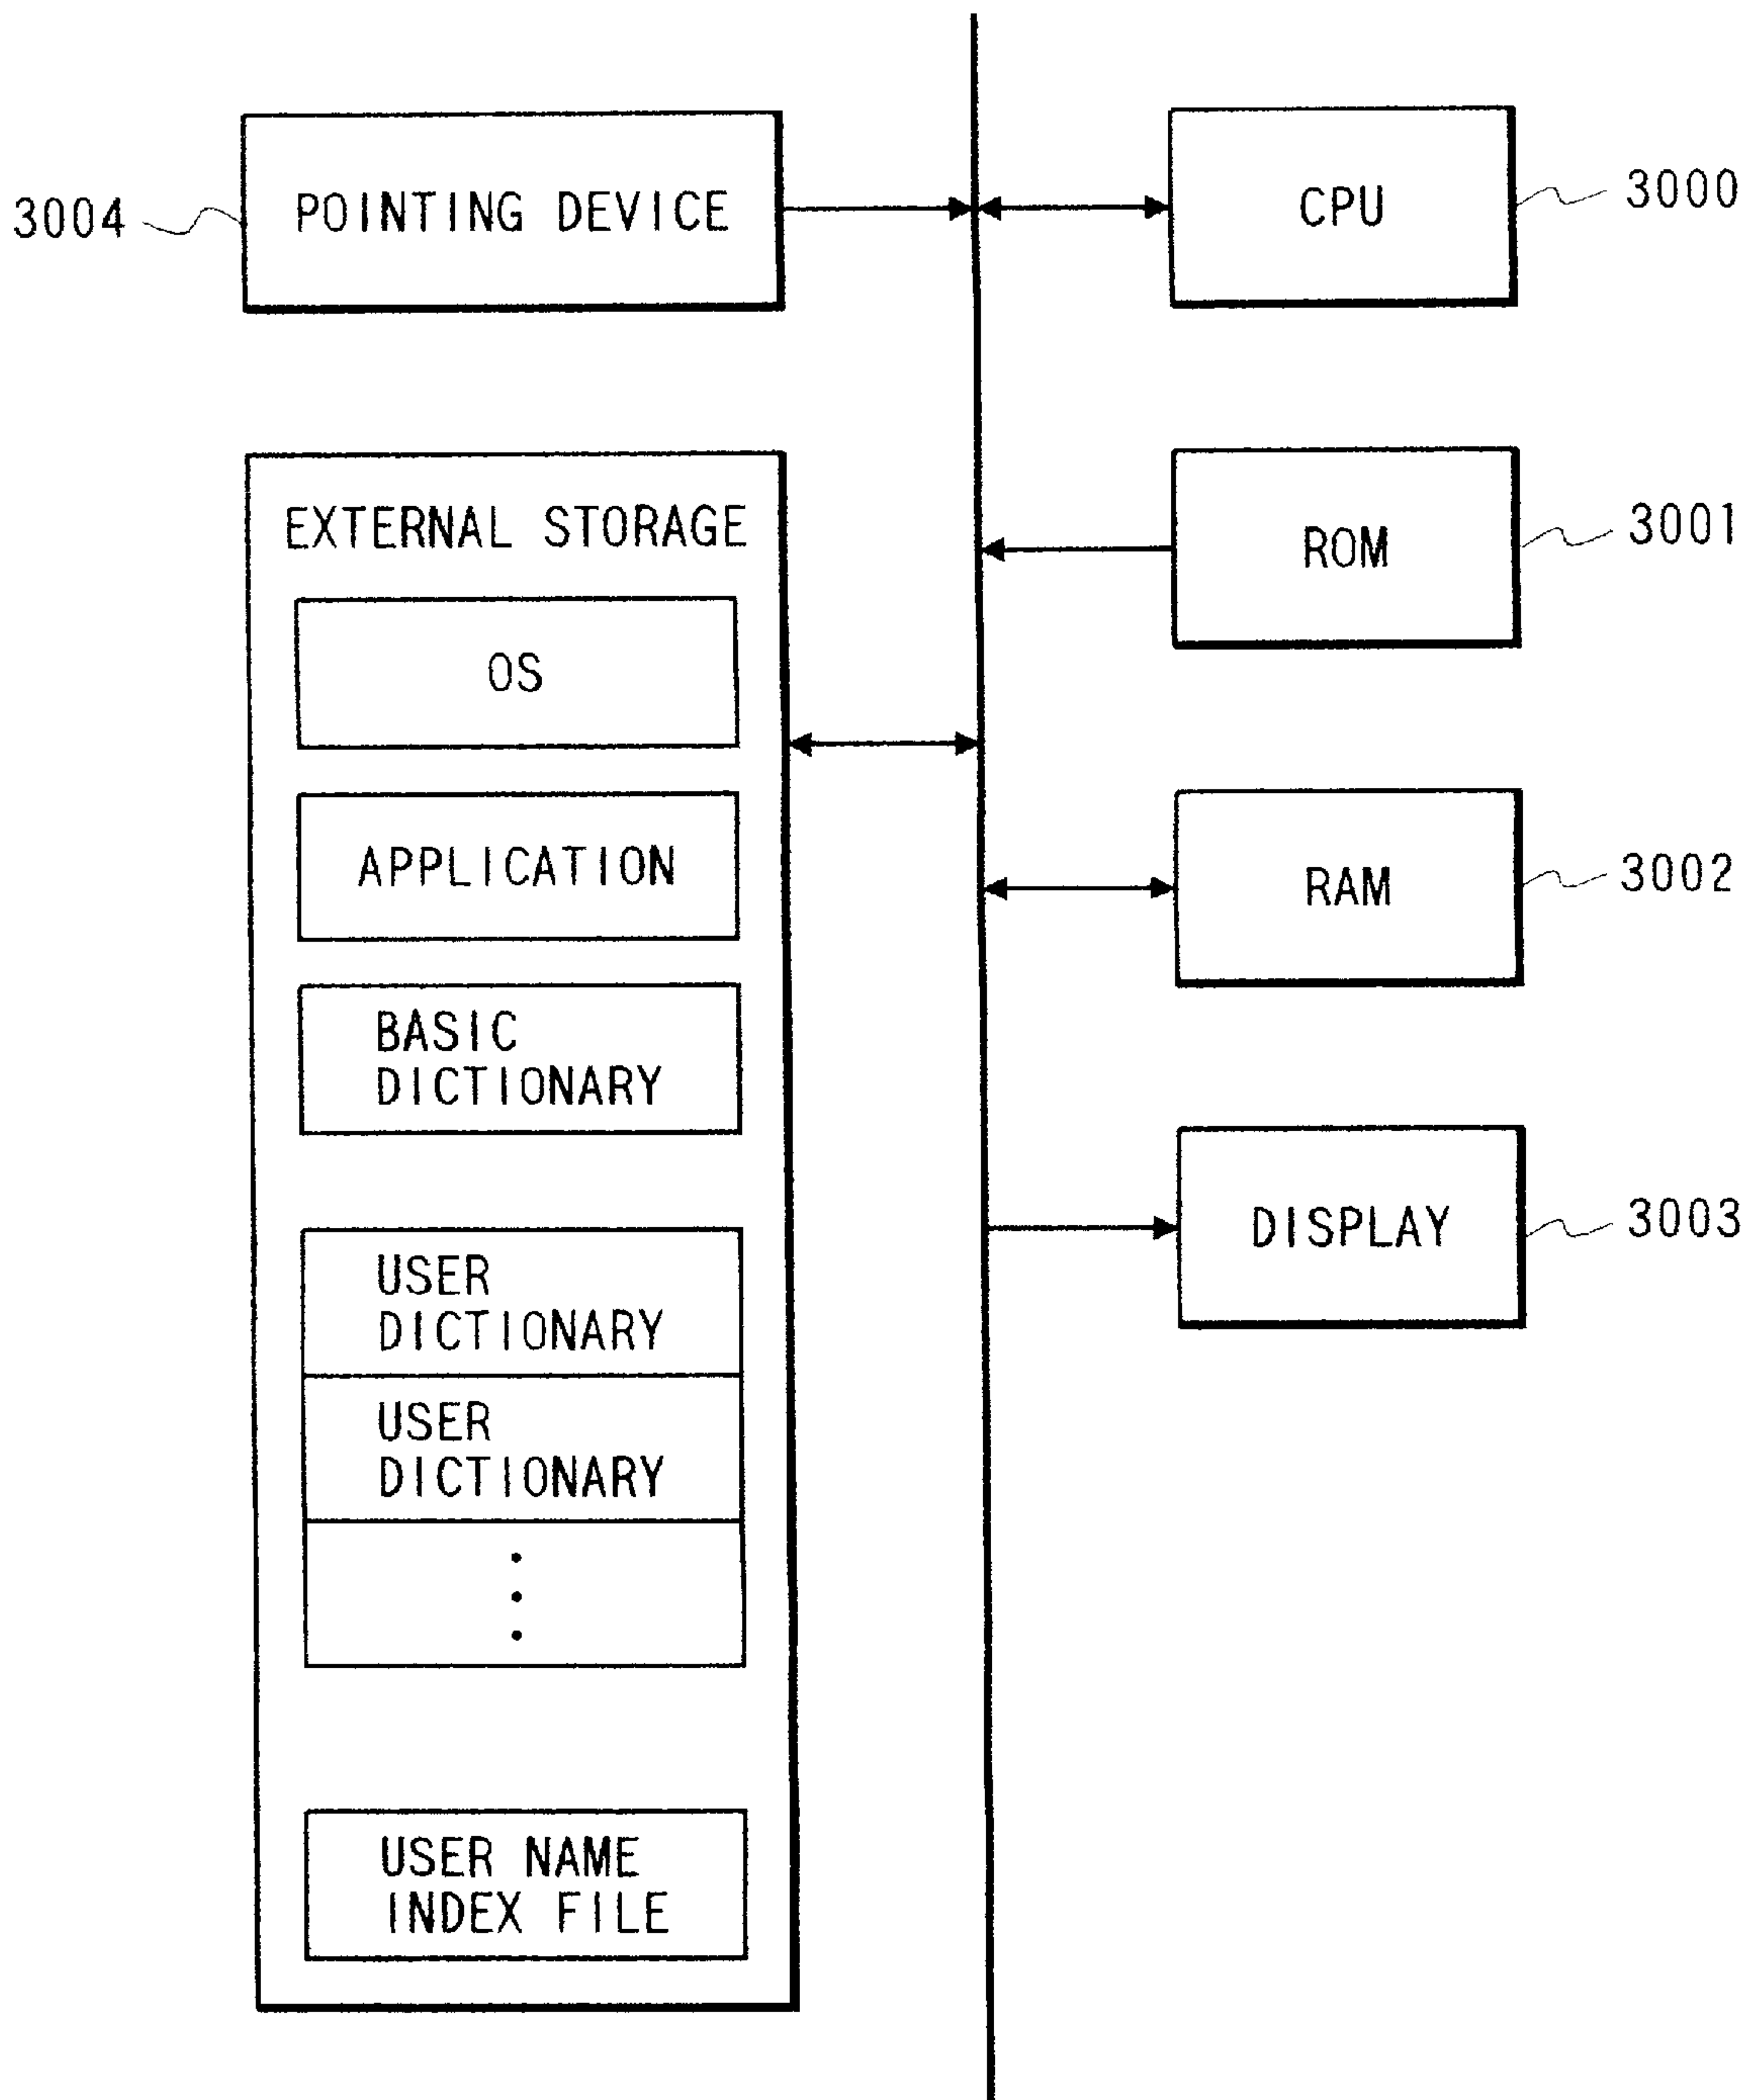 3004
POINTING DEVICE
CPU
3000
EXTERNAL STORAGE
ROM
3001
OS
APPLICATION
RAM
3002
BASIC
DICTIONARY
DISPLAY
3003
USER
DICTIONARY
USER
DICTIONARY
USER NAME
INDEX FILE